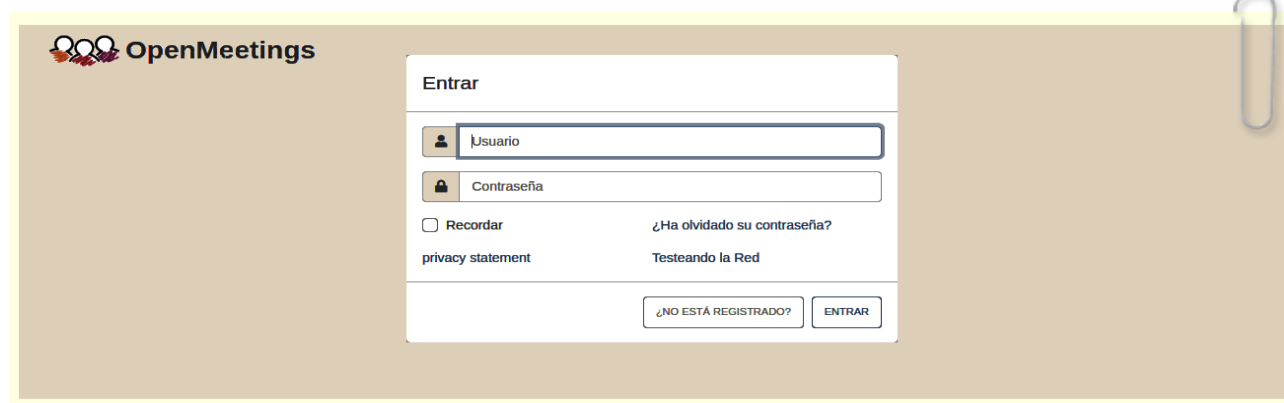 OpenMeetings
Entrar
Usuario
Contraseña
Recordar
¿Ha olvidado su contraseña?
privacy statement
Testeando la Red
¿NO ESTÁ REGISTRADO?
ENTRAR